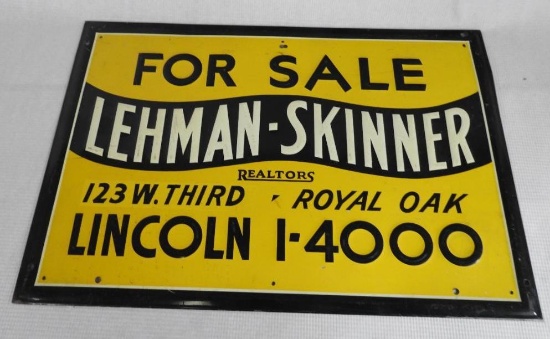 FOR SALE
LEHMAN-SKINNER
REALTORS
123 W. THIRD - ROYAL OAK
LINCOLN 1-4000